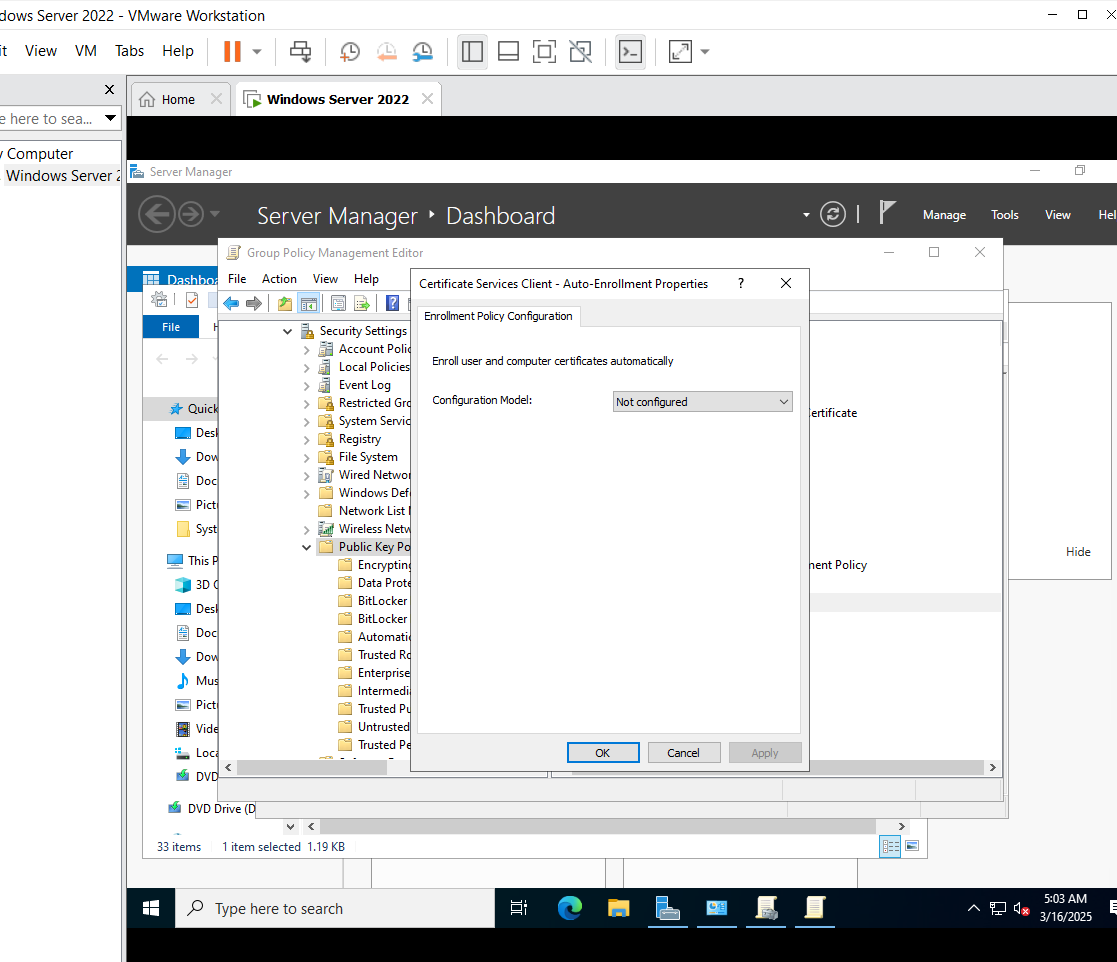 dows Server 2022 - VMware Workstation
it View VM Tabs Help
e here to sea...
y Computer
Windows Server 2
Home
Windows Server 2022
Server Manager
Server Manager Dashboard
Manage Tools View Hel
Dashboa
File
Quick
Desk
Dow
Doc
Pictu
Syst
This P
3D O
Desk
Doc
Dow
Mus
Pictu
Vide
Loca
DVD
DVD Drive (D
33 items 1 item selected 1.19 KB
Hide
Group Policy Management Editor
File Action View Help
Security Settings
Account Polic
Local Policies
Event Log
Restricted Gro
System Servic
Registry
File System
Wired Networ
Windows Defe
Network List
Wireless Netw
Public Key Po
Encrypting
Data Prote
BitLocker
BitLocker
Automatic
Trusted Ro
Enterprise
Intermedia
Trusted Pu
Untrusted
Trusted Pe
ertificate
ment Policy
Certificate Services Client - Auto-Enrollment Properties ?
Enrollment Policy Configuration
Enroll user and computer certificates automatically
Configuration Model: Not configured
OK Cancel Apply
Type here to search
5:03 AM
3/16/2025